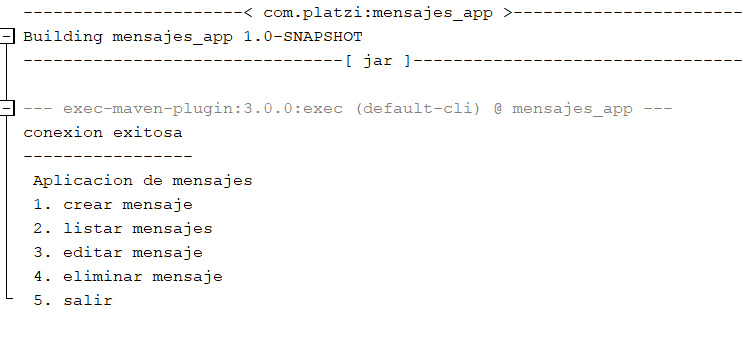 ----------------------< com.platzi:mensajes_app >-----------------------
Building mensajes_app 1.0-SNAPSHOT
--------------------------------[ jar ]---------------------------------
--- exec-maven-plugin:3.0.0:exec (default-cli) @ mensajes_app ---
conexion exitosa
-----------------
Aplicacion de mensajes
1. crear mensaje
2. listar mensajes
3. editar mensaje
4. eliminar mensaje
5. salir